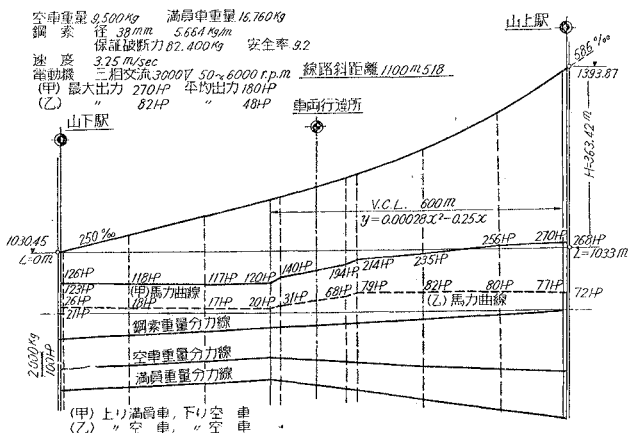 空車重量 9,500Kg 満員車重量 16,760Kg
鋼索 径 38mm 5.664 Kg/m
保証破断力 82,400Kg 安全率 9.2
速度 3.25 m/sec
電動機 三相交流 3000V 50~ 6000 r.p.m.
(甲) 最大出力 270HP 平均出力 180HP
(乙) 〃 82HP 〃 48HP
線路斜距離 1100m518
山上駅
585‰
1393.87
H=363.42m
車両行違所
山下駅
V.C.L. 600m
y=0.00028x²-0.25x
1030.45
L=0m
250‰
126HP 118HP 117HP 120HP 140HP 194HP 214HP 235HP 256HP 270HP 268HP
L=1033m
123HP (甲)馬力曲線
26HP 18HP 17HP 20HP 31HP 68HP 79HP 82HP 80HP 77HP 72HP
(乙)馬力曲線
27HP
鋼索重量分力線
空車重量分力線
満員重量分力線
2,000Kg
100HP
(甲) 上り満員車, 下り空車
(乙) 〃 空車, 〃 空車